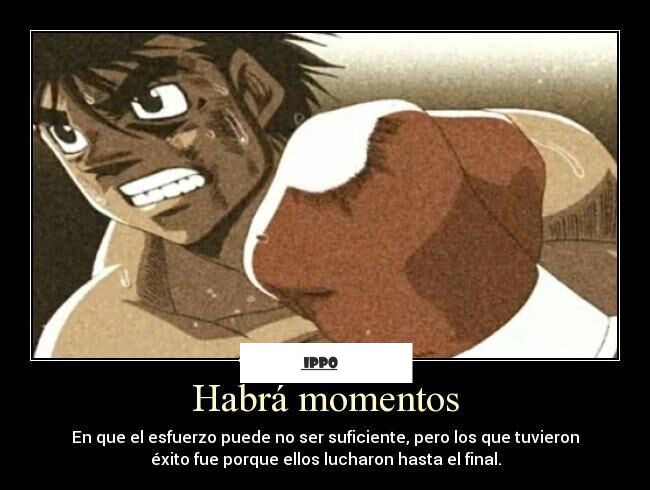 IPPO
Habrá momentos
En que el esfuerzo puede no ser suficiente, pero los que tuvieron
éxito fue porque ellos lucharon hasta el final.